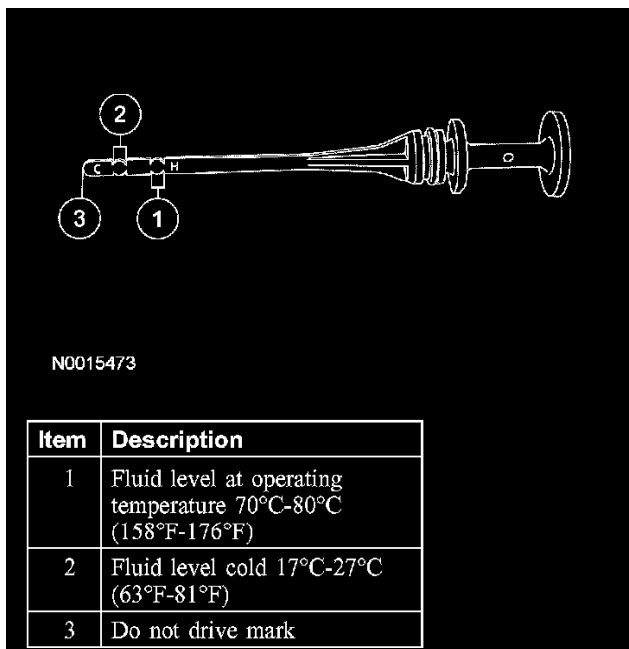 2
C
H
3
1
N0015473
Item Description
1 Fluid level at operating
temperature 70°C-80°C
(158°F-176°F)
2 Fluid level cold 17°C-27°C
(63°F-81°F)
3 Do not drive mark